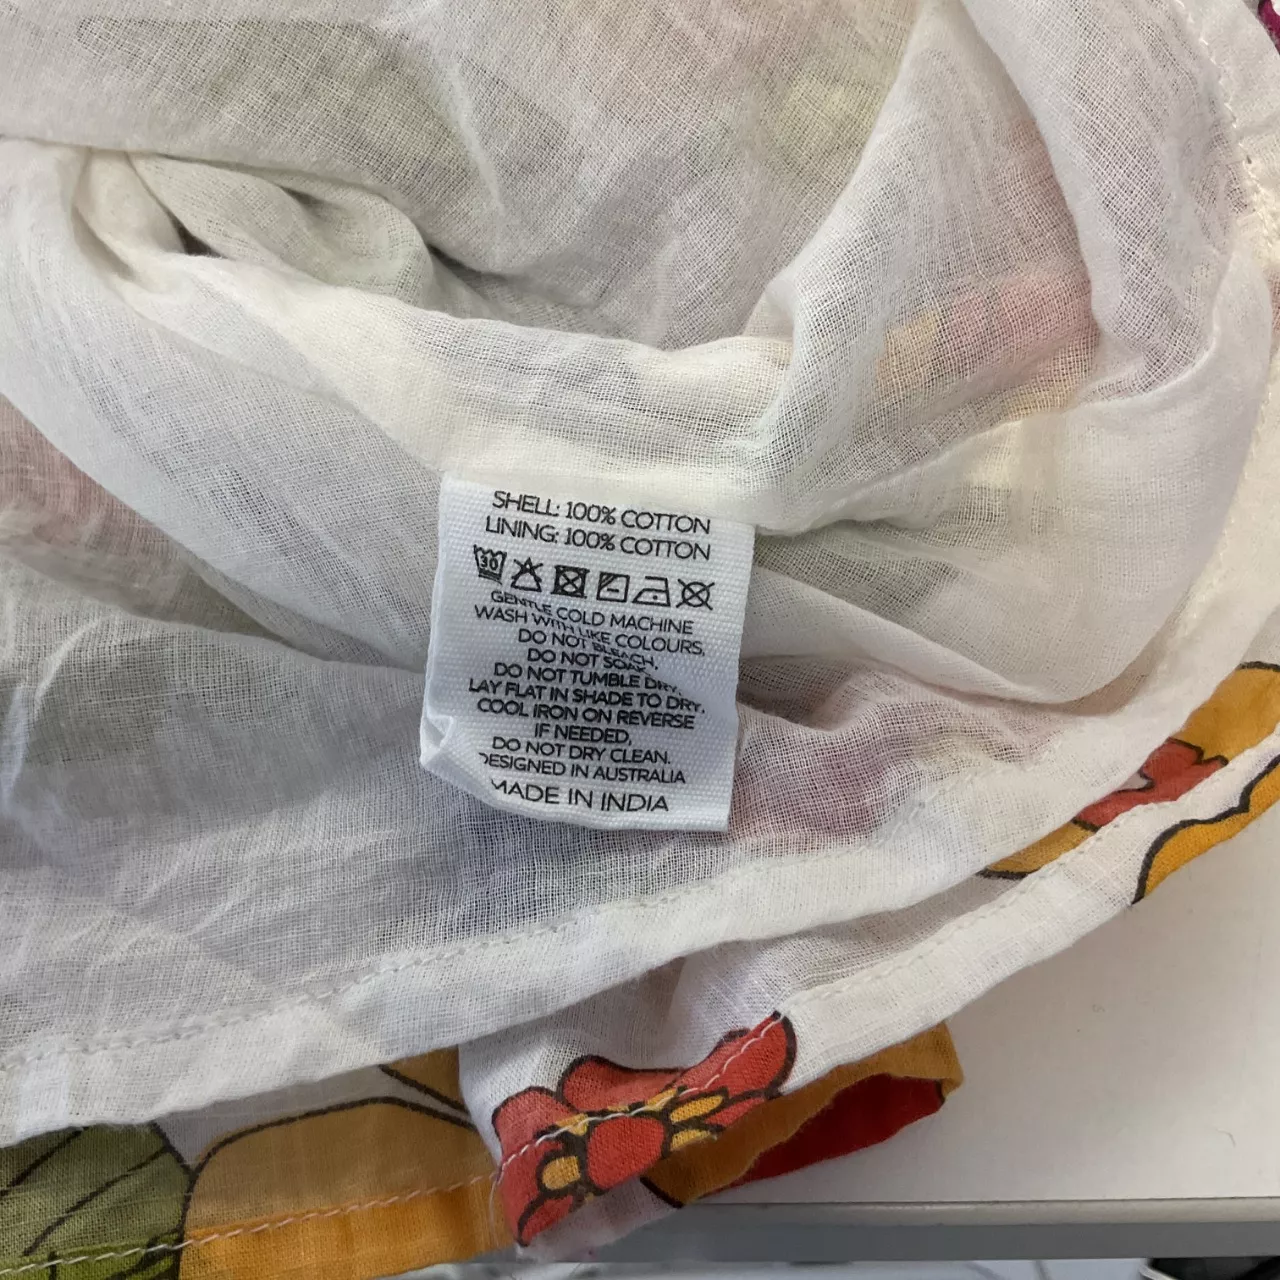 SHELL: 100% COTTON
LINING: 100% COTTON
30
GENTLE COLD MACHINE
WASH WITH LIKE COLOURS,
DO NOT BLEACH,
DO NOT SOAK,
DO NOT TUMBLE DRY,
LAY FLAT IN SHADE TO DRY,
COOL IRON ON REVERSE
IF NEEDED,
DO NOT DRY CLEAN.
DESIGNED IN AUSTRALIA
MADE IN INDIA